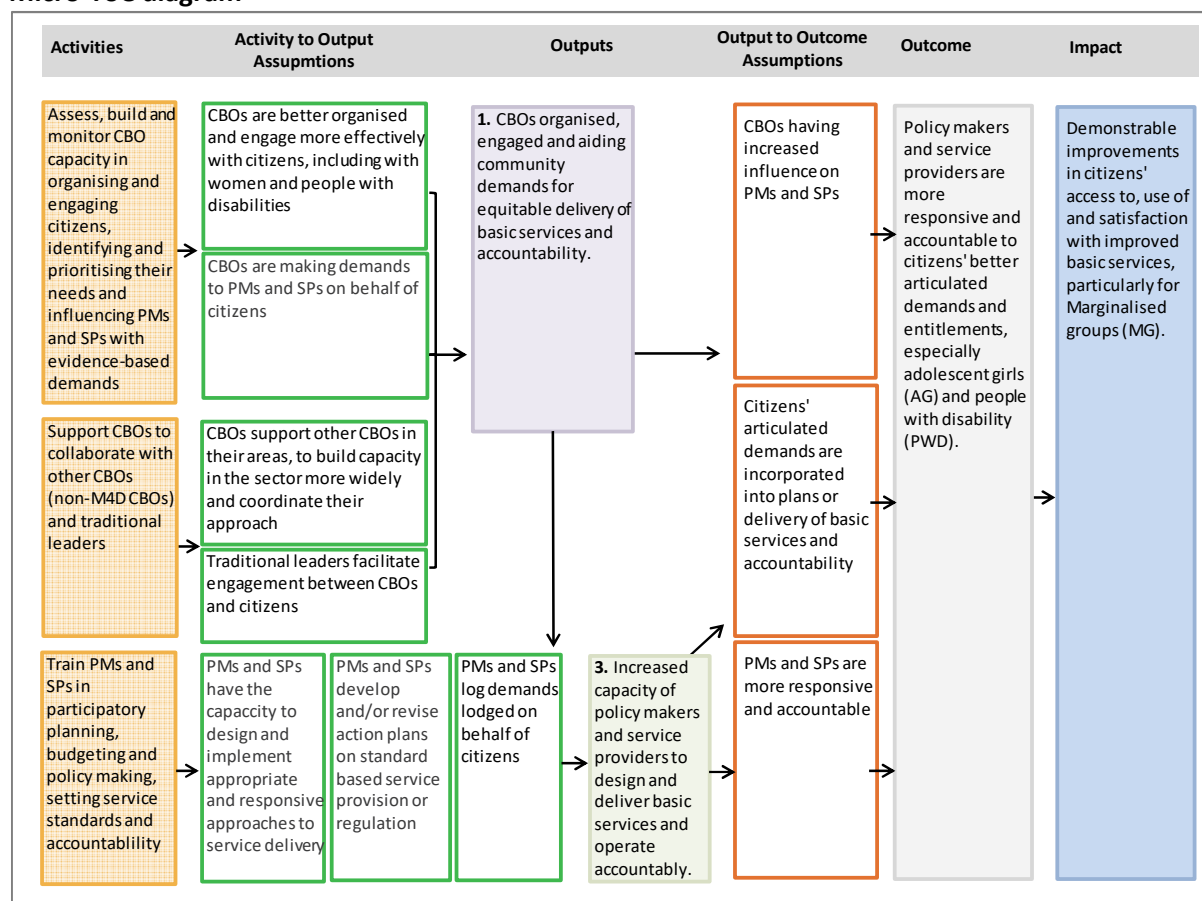 Activities
Activity to Output
Assupmtions
Outputs
Output to Outcome
Assumptions
Outcome
Impact
Assess, build and
monitor CBO
capacity in
organising and
engaging
citizens,
identifying and
prioritising their
needs and
influencing PMs
and SPs with
evidence-based
demands
CBOs are better organised
and engage more effectively
with citizens, including with
women and people with
disabilities
CBOs are making demands
to PMs and SPs on behalf of
citizens
1. CBOs organised,
engaged and aiding
community
demands for
equitable delivery of
basic services and
accountability.
CBOs having
increased
influence on
PMs and SPs
Policy makers
and service
providers are
more
responsive and
accountable to
citizens' better
articulated
demands and
entitlements,
especially
adolescent girls
(AG) and people
with disability
(PWD).
Demonstrable
improvements
in citizens'
access to, use of
and satisfaction
with improved
basic services,
particularly for
Marginalised
groups (MG).
Support CBOs to
collaborate with
other CBOs
(non-M4D CBOs)
and traditional
leaders
CBOs support other CBOs in
their areas, to build capacity
in the sector more widely
and coordinate their
approach
Traditional leaders facilitate
engagement between CBOs
and citizens
Citizens'
articulated
demands are
incorporated
into plans or
delivery of basic
services and
accountability
Train PMs and
SPs in
participatory
planning,
budgeting and
policy making,
setting service
standards and
accountablility
PMs and SPs
have the
capaccity to
design and
implement
appropriate
and responsive
approaches to
service delivery
PMs and SPs
develop
and/or revise
action plans
on standard
based service
provision or
regulation
PMs and SPs
log demands
lodged on
behalf of
citizens
3. Increased
capacity of
policy makers
and service
providers to
design and
deliver basic
services and
operate
accountably.
PMs and SPs are
more responsive
and accountable